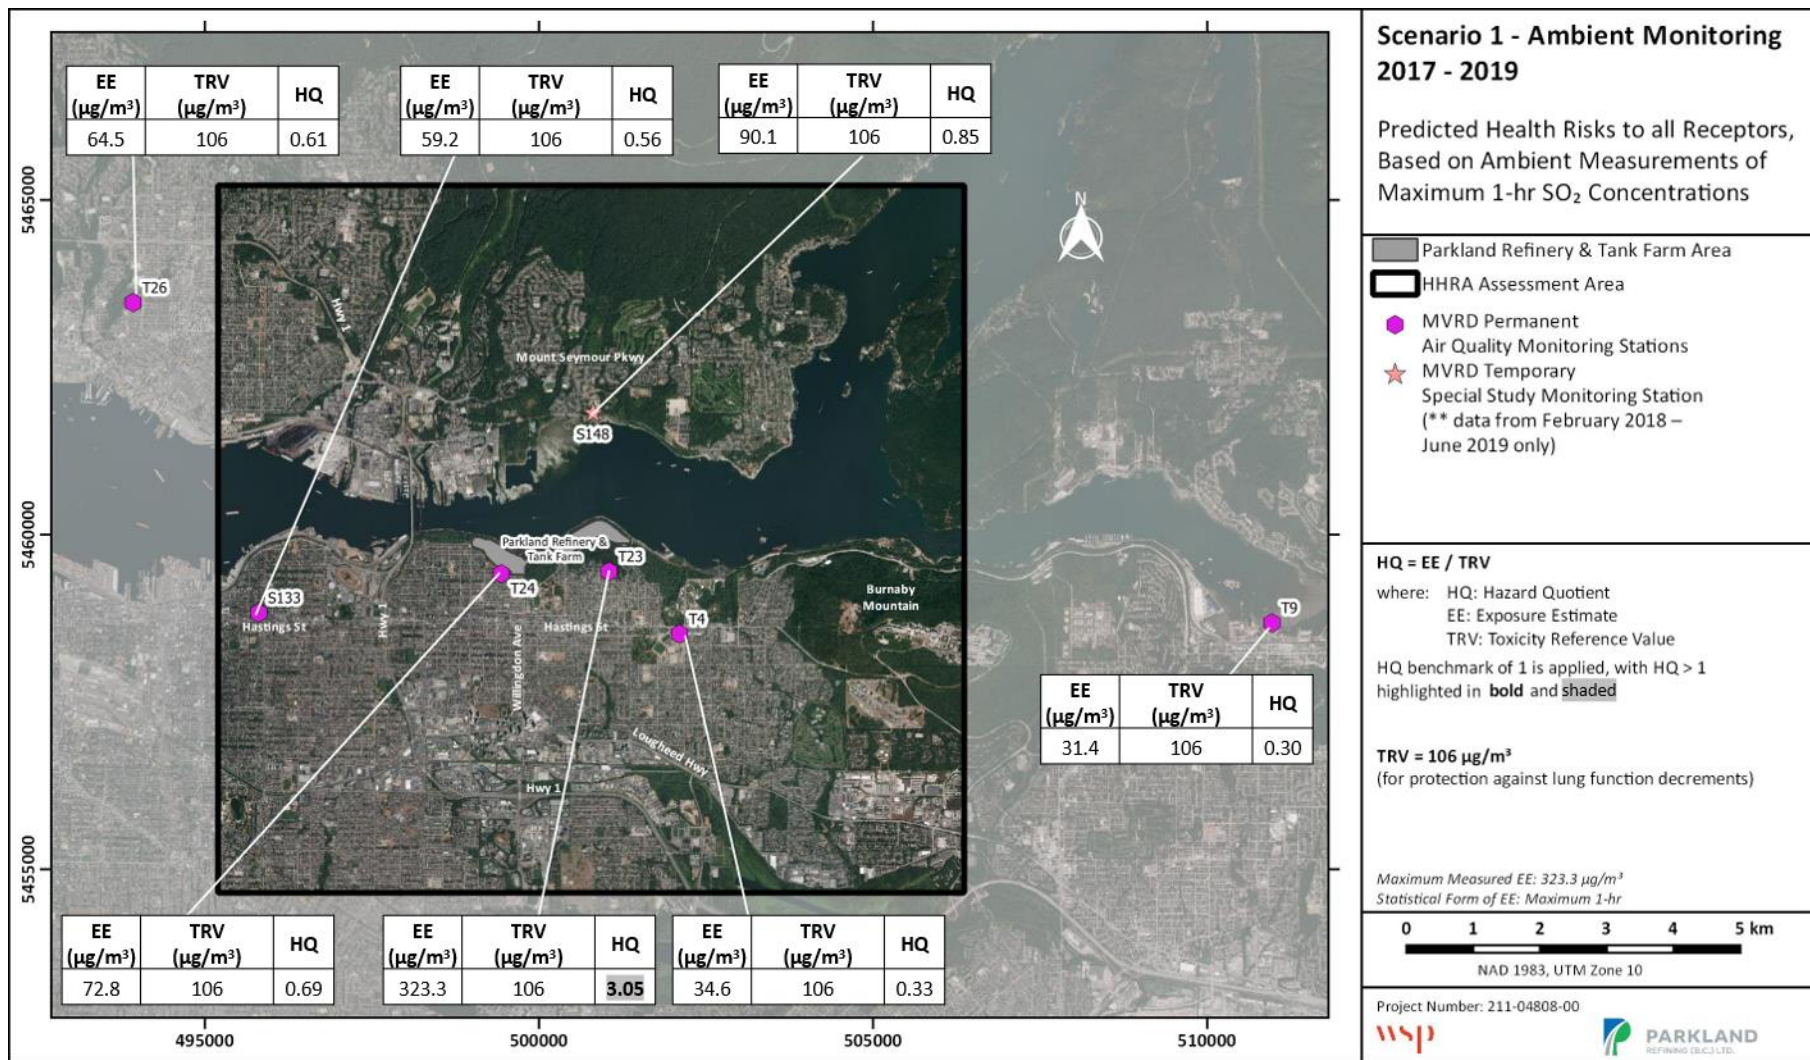 Scenario 1 - Ambient Monitoring
2017 - 2019
Predicted Health Risks to all Receptors,
Based on Ambient Measurements of
Maximum 1-hr SO₂ Concentrations
Parkland Refinery & Tank Farm Area
HHRA Assessment Area
MVRD Permanent
Air Quality Monitoring Stations
MVRD Temporary
Special Study Monitoring Station
(** data from February 2018 –
June 2019 only)
HQ = EE / TRV
where: HQ: Hazard Quotient
EE: Exposure Estimate
TRV: Toxicity Reference Value
HQ benchmark of 1 is applied, with HQ > 1
highlighted in bold and shaded
TRV = 106 µg/m³
(for protection against lung function decrements)
Maximum Measured EE: 323.3 µg/m³
Statistical Form of EE: Maximum 1-hr
0 1 2 3 4 5 km
NAD 1983, UTM Zone 10
Project Number: 211-04808-00
wsp
PARKLAND
REFINING (B.C.) LTD.
EE (µg/m³) TRV (µg/m³) HQ
64.5 106 0.61
EE (µg/m³) TRV (µg/m³) HQ
59.2 106 0.56
EE (µg/m³) TRV (µg/m³) HQ
90.1 106 0.85
N
5465000
5460000
5455000
T26
Hwy 1
Mount Seymour Pkwy
S148
Parkland Refinery &
Tank Farm
T23
T24
S133
Hastings St
Hwy 1
Willingdon Ave
Hastings St
T4
Burnaby
Mountain
T9
Lougheed Hwy
Hwy 1
EE (µg/m³) TRV (µg/m³) HQ
31.4 106 0.30
EE (µg/m³) TRV (µg/m³) HQ
72.8 106 0.69
EE (µg/m³) TRV (µg/m³) HQ
323.3 106 3.05
EE (µg/m³) TRV (µg/m³) HQ
34.6 106 0.33
495000 500000 505000 510000